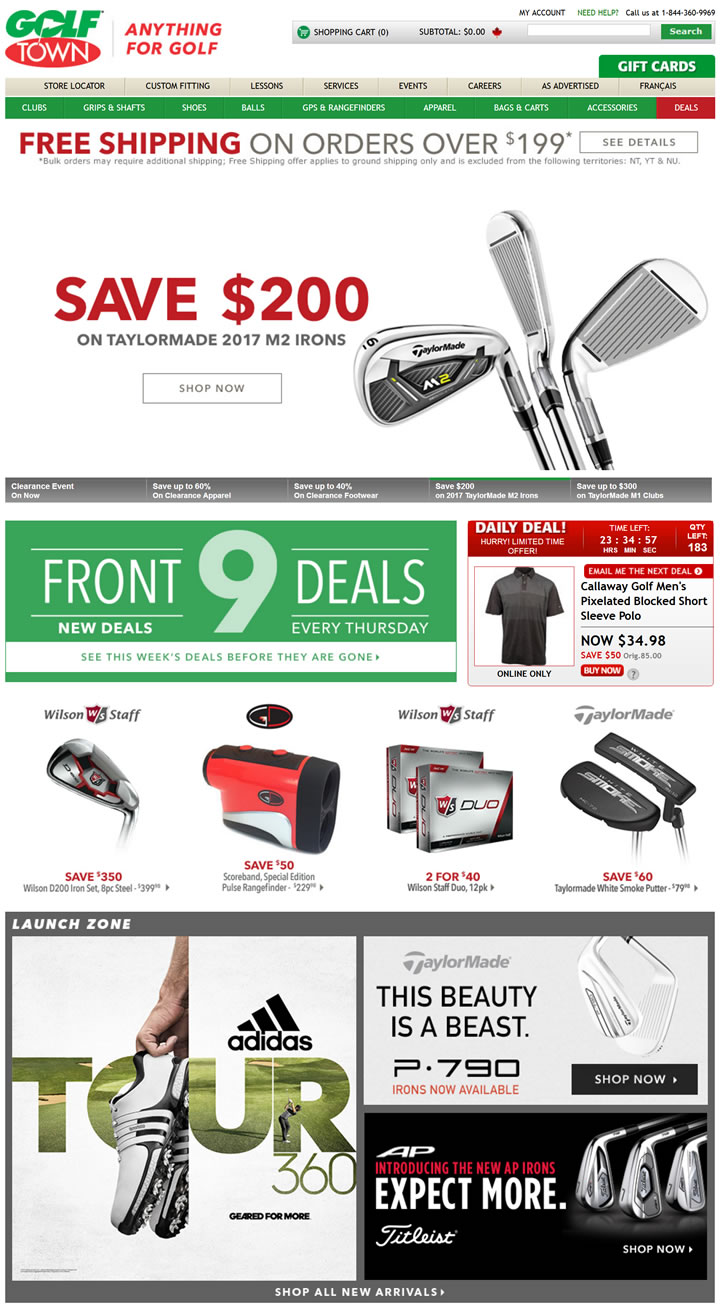 GOLF
TOWN
ANYTHING
FOR GOLF
MY ACCOUNT NEED HELP? Call us at 1-844-360-9969
SHOPPING CART (0) SUBTOTAL: $0.00 Search
GIFT CARDS
STORE LOCATOR CUSTOM FITTING LESSONS SERVICES EVENTS CAREERS AS ADVERTISED FRANÇAIS
CLUBS GRIPS & SHAFTS SHOES BALLS GPS & RANGEFINDERS APPAREL BAGS & CARTS ACCESSORIES DEALS
FREE SHIPPING ON ORDERS OVER $199* SEE DETAILS
*Bulk orders may require additional shipping; Free Shipping offer applies to ground shipping only and is excluded from the following territories: NT, YT & NU.
SAVE $200
ON TAYLORMADE 2017 M2 IRONS
SHOP NOW
6
TaylorMade
M2
Clearance Event
On Now
Save up to 60%
On Clearance Apparel
Save up to 40%
On Clearance Footwear
Save $200
on 2017 TaylorMade M2 Irons
Save up to $300
on TaylorMade M1 Clubs
FRONT 9 DEALS
NEW DEALS EVERY THURSDAY
SEE THIS WEEK'S DEALS BEFORE THEY ARE GONE
DAILY DEAL!
HURRY! LIMITED TIME
OFFER!
TIME LEFT:
23 : 34 : 57
HRS MIN SEC
QTY
LEFT:
183
EMAIL ME THE NEXT DEAL
Callaway Golf Men's
Pixelated Blocked Short
Sleeve Polo
NOW $34.98
SAVE $50 Orig.85.00
BUY NOW ?
ONLINE ONLY
Wilson W/S Staff
SAVE $350
Wilson D200 Iron Set, 8pc Steel - $399.98
SAVE $50
Scoreband, Special Edition
Pulse Rangefinder - $229.98
Wilson W/S Staff
W/S DUO
DUO
2 FOR $40
Wilson Staff Duo, 12pk
TaylorMade
WHITE
SMOKE
WHITE
SMOKE
SAVE $60
Taylormade White Smoke Putter - $79.98
LAUNCH ZONE
adidas
TOUR
360
GEARED FOR MORE
TaylorMade
THIS BEAUTY
IS A BEAST.
P·790
IRONS NOW AVAILABLE
SHOP NOW
AP
INTRODUCING THE NEW AP IRONS
EXPECT MORE.
Titleist
SHOP NOW
SHOP ALL NEW ARRIVALS